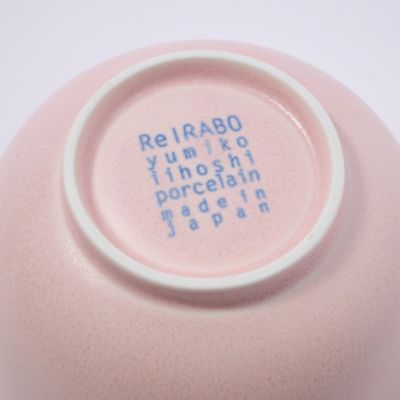 ReIRABO
yumiko
iihoshi
porcelain
made in
Japan